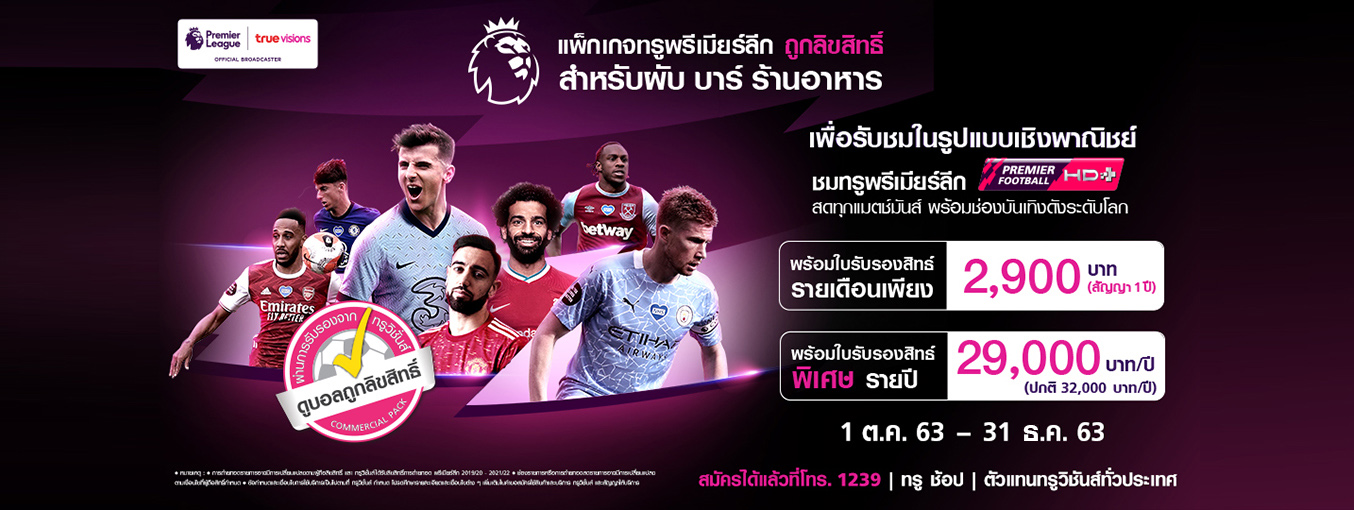 Premier League
true visions
OFFICIAL BROADCASTER
แพ็กเกจทรูพรีเมียร์ลีก ถูกลิขสิทธิ์
สำหรับผับ บาร์ ร้านอาหาร
เพื่อรับชมในรูปแบบเชิงพาณิชย์
ชมทรูพรีเมียร์ลีก PREMIER FOOTBALL HD+
สดทุกแมตช์มันส์ พร้อมช่องบันเทิงดังระดับโลก
พร้อมใบรับรองสิทธ์
รายเดือนเพียง
2,900 บาท
(สัญญา 1 ปี)
พร้อมใบรับรองสิทธ์
พิเศษ รายปี
29,000 บาท/ปี
(ปกติ 32,000 บาท/ปี)
1 ต.ค. 63 – 31 ธ.ค. 63
สมัครได้แล้วที่โทร. 1239 | ทรู ช้อป | ตัวแทนทรูวิชันส์ทั่วประเทศ
ผ่านการรับรองจาก ทรูวิชั่นส์
ดูบอลถูกลิขสิทธิ์
COMMERCIAL PACK
Emirates
FLY BETTER
betway
ETIHAD
AIRWAYS